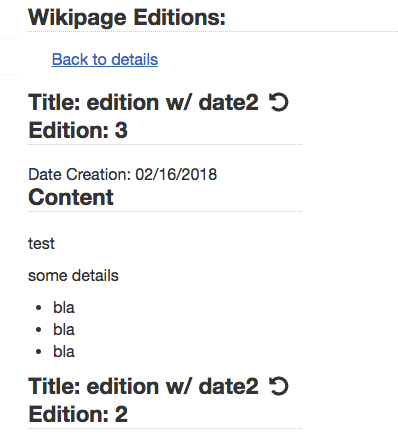 Wikipage Editions:
Back to details
Title: edition w/ date2
Edition: 3
Date Creation: 02/16/2018
Content
test
some details
• bla
• bla
• bla
Title: edition w/ date2
Edition: 2